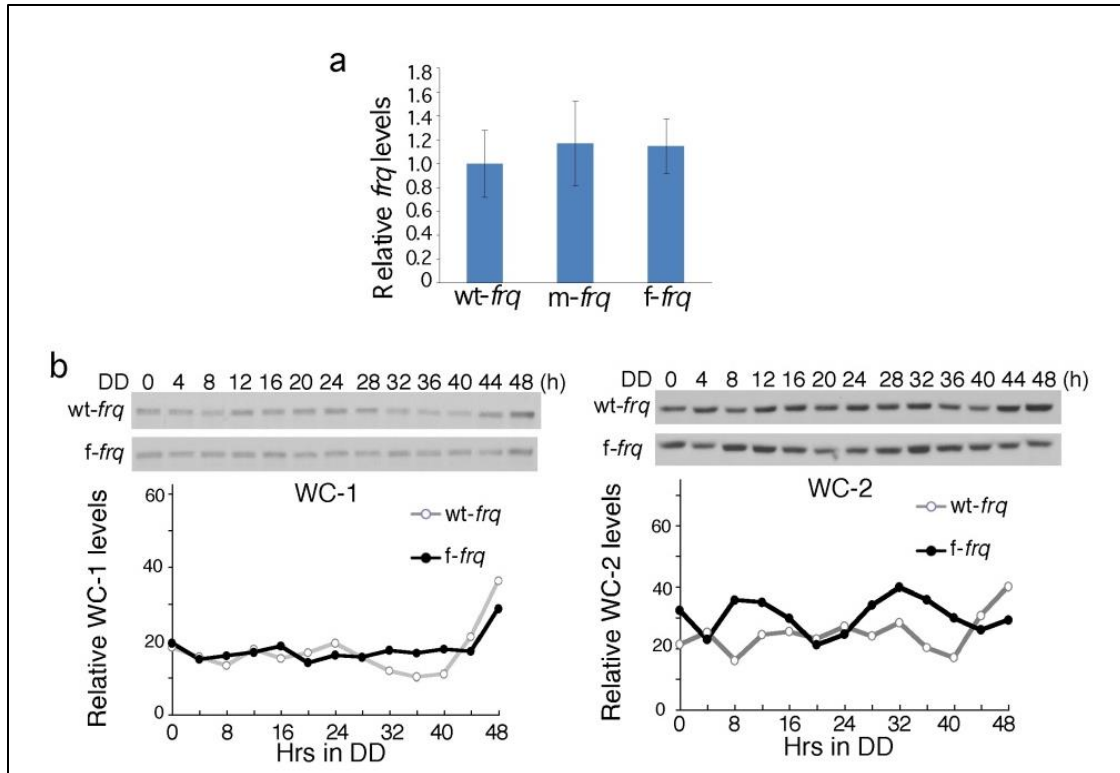 a
Relative frq levels
1.8
1.6
1.4
1.2
1.0
0.8
0.6
0.4
0.2
0
wt-frq m-frq f-frq
b
DD 0 4 8 12 16 20 24 28 32 36 40 44 48 (h)
wt-frq
f-frq
WC-1
Relative WC-1 levels
60
40
20
0
wt-frq
f-frq
0 8 16 24 32 40 48
Hrs in DD
DD 0 4 8 12 16 20 24 28 32 36 40 44 48 (h)
wt-frq
f-frq
WC-2
Relative WC-2 levels
60
40
20
0
wt-frq
f-frq
0 8 16 24 32 40 48
Hrs in DD